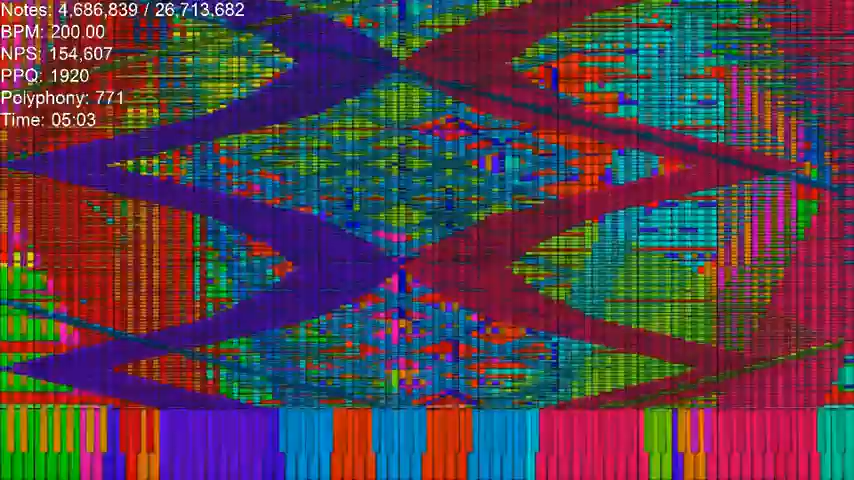 Notes: 4,686,839 / 26,713,682
BPM: 200.00
NPS: 154,607
PPQ: 1920
Polyphony: 771
Time: 05:03